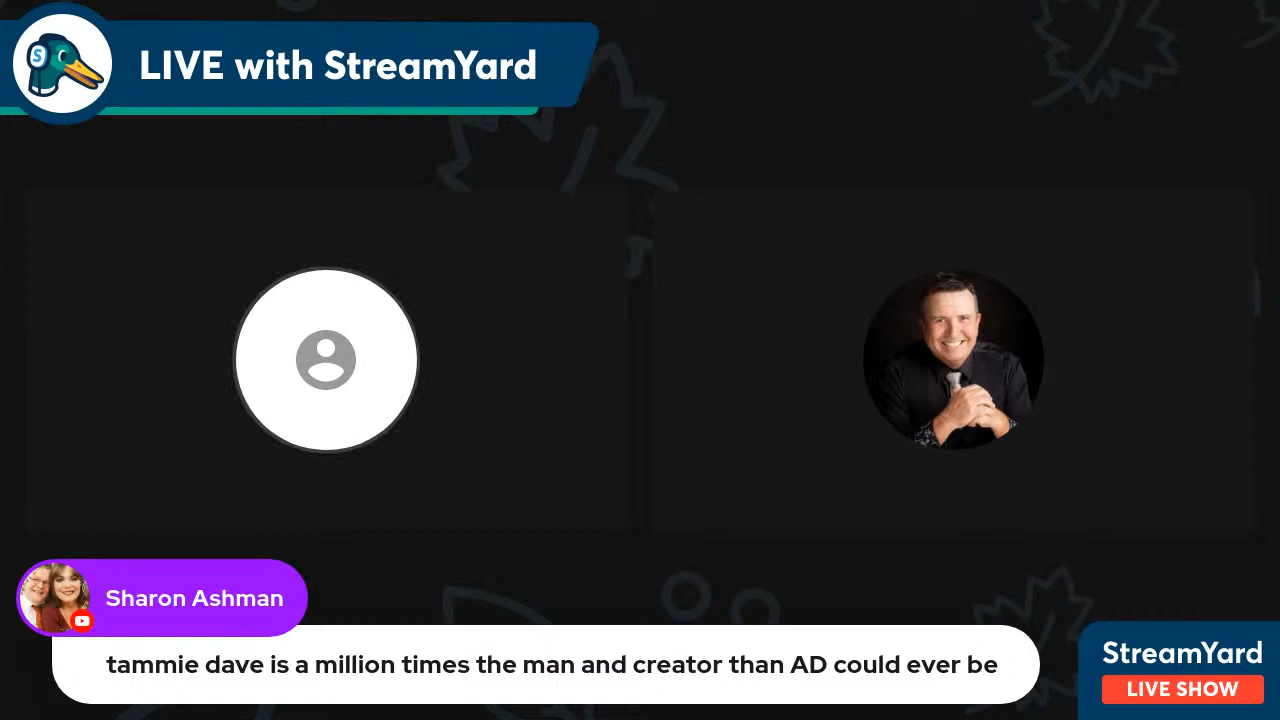 S
LIVE with StreamYard
Sharon Ashman
tammie dave is a million times the man and creator than AD could ever be
StreamYard
LIVE SHOW